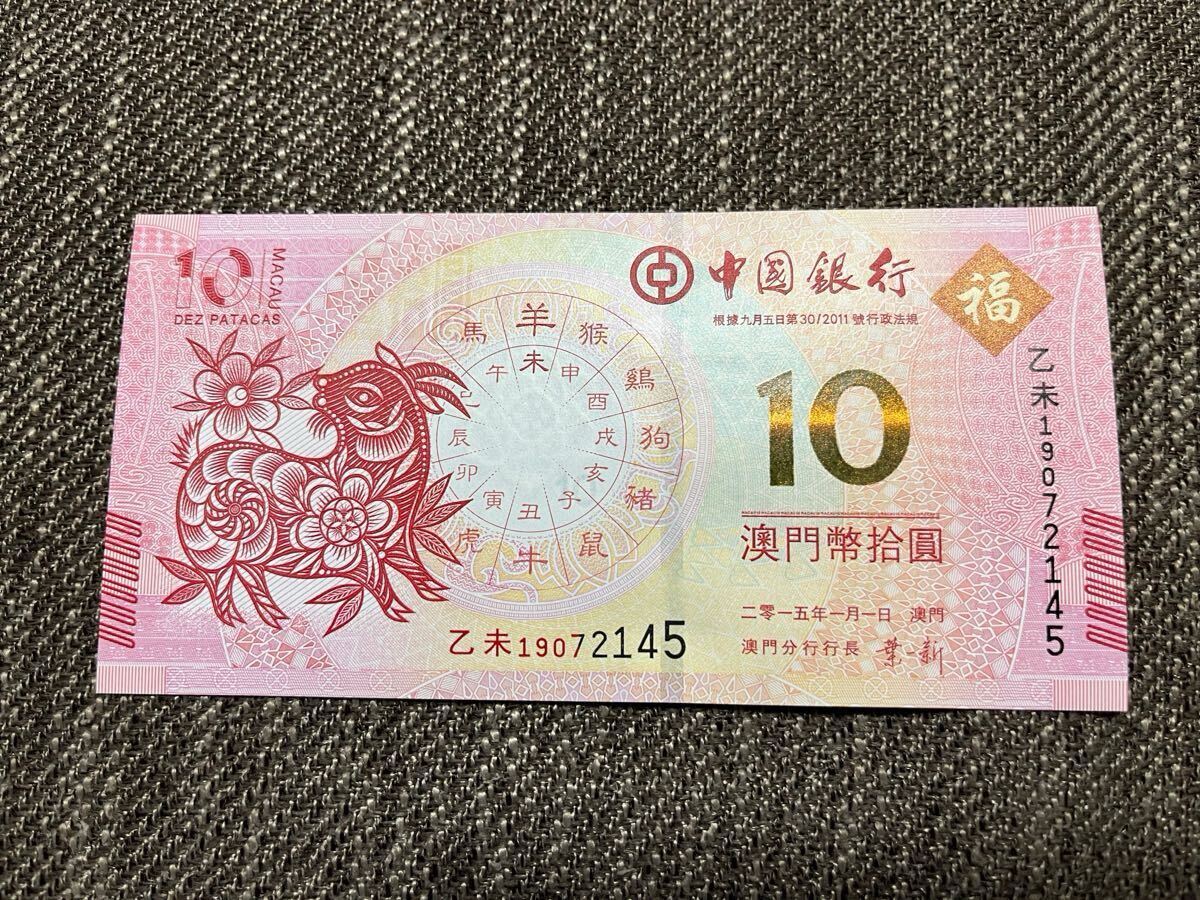 10
MACAU
DEZ PATACAS
中國銀行
根據九月五日第30/2011號行政法規
福
乙未19072145
羊
猴
鷄
狗
豬
鼠
牛
虎
馬
未
申
酉
戌
亥
子
丑
寅
卯
辰
巳
午
10
澳門幣拾圓
二零一五年一月一日 澳門
澳門分行行長
乙未19072145